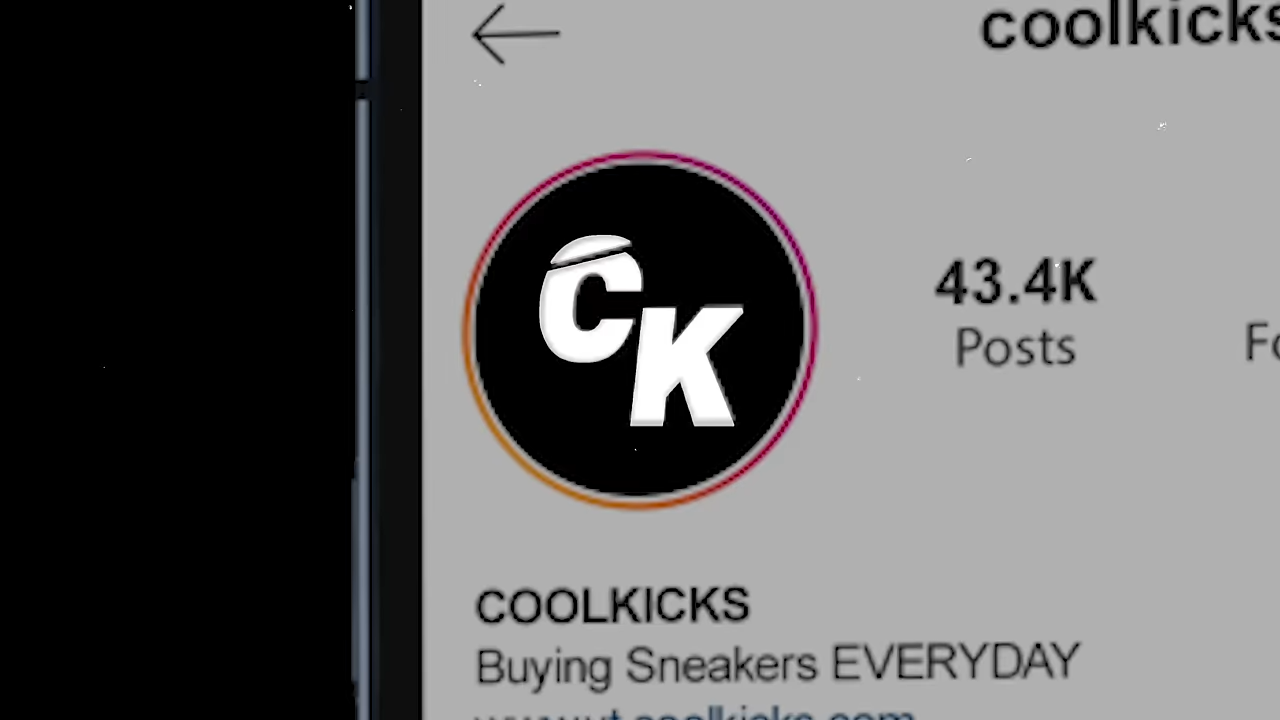 coolkicks
CK
43.4K
Posts
COOLKICKS
Buying Sneakers EVERYDAY